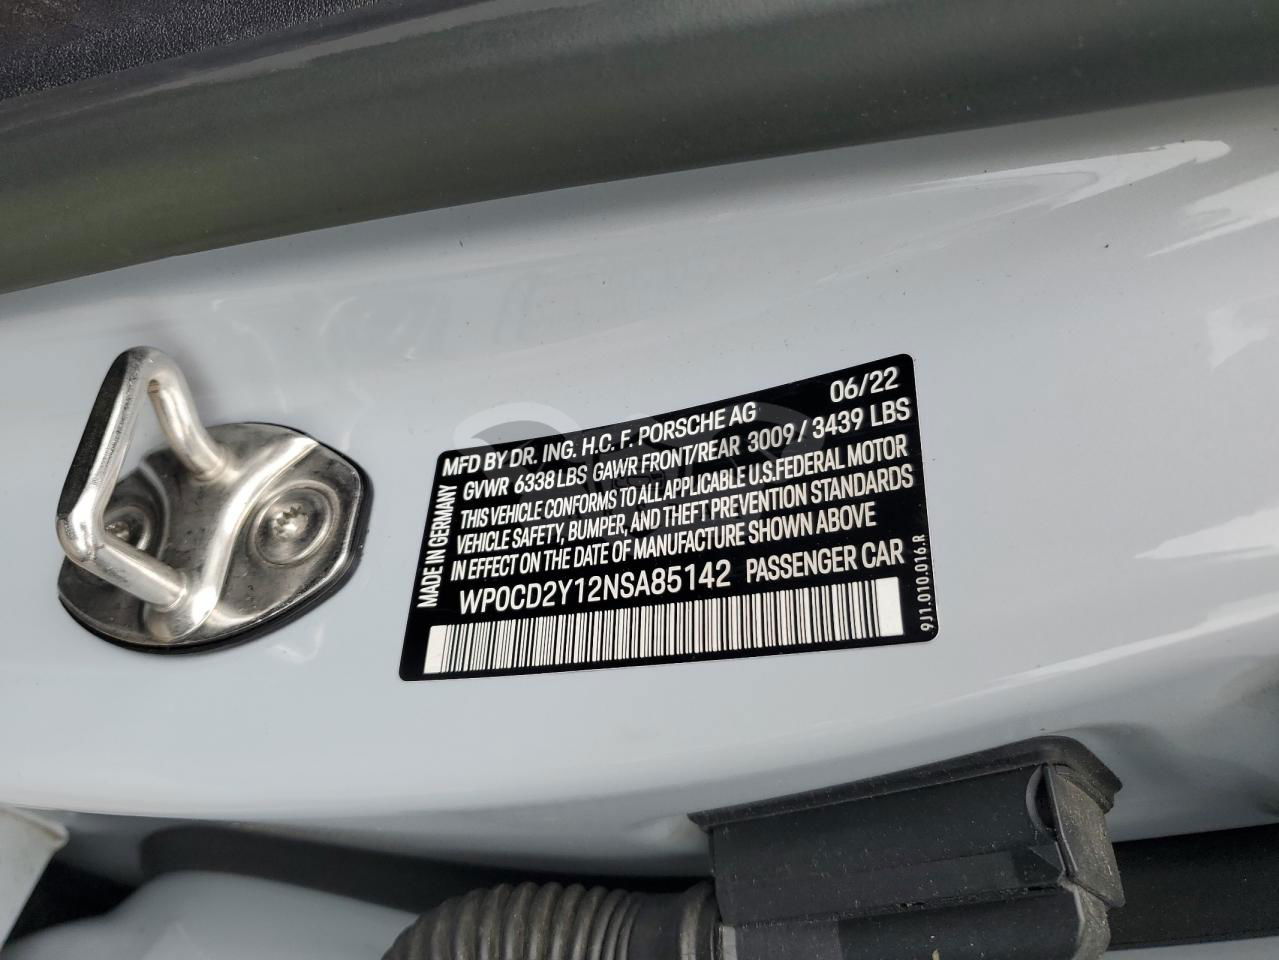 MFD BY DR. ING. H.C. F. PORSCHE AG 06/22
GVWR 6338 LBS GAWR FRONT/REAR 3009 / 3439 LBS
THIS VEHICLE CONFORMS TO ALL APPLICABLE U.S.FEDERAL MOTOR
VEHICLE SAFETY, BUMPER, AND THEFT PREVENTION STANDARDS
IN EFFECT ON THE DATE OF MANUFACTURE SHOWN ABOVE
WP0CD2Y12NSA85142 PASSENGER CAR
MADE IN GERMANY
9J1.010.016.R